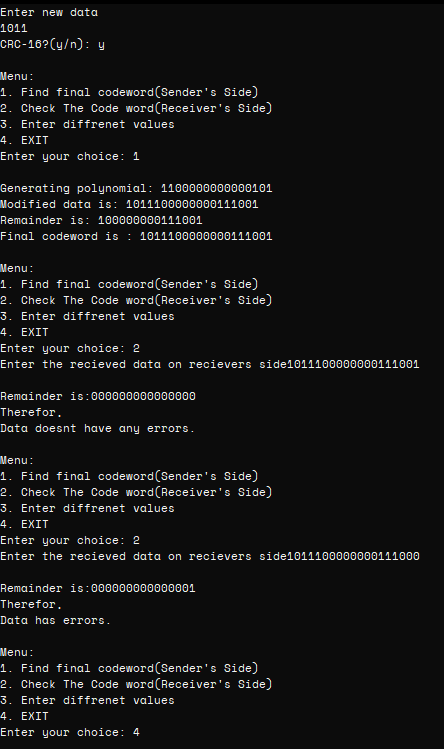 Enter new data
1011
CRC-16?(y/n): y
Menu:
1. Find final codeword(Sender's Side)
2. Check The Code word(Receiver's Side)
3. Enter diffrenet values
4. EXIT
Enter your choice: 1
Generating polynomial: 1100000000000101
Modified data is: 1011100000000111001
Remainder is: 100000000111001
Final codeword is : 1011100000000111001
Menu:
1. Find final codeword(Sender's Side)
2. Check The Code word(Receiver's Side)
3. Enter diffrenet values
4. EXIT
Enter your choice: 2
Enter the recieved data on recievers side1011100000000111001
Remainder is:000000000000000
Therefor,
Data doesnt have any errors.
Menu:
1. Find final codeword(Sender's Side)
2. Check The Code word(Receiver's Side)
3. Enter diffrenet values
4. EXIT
Enter your choice: 2
Enter the recieved data on recievers side1011100000000111000
Remainder is:000000000000001
Therefor,
Data has errors.
Menu:
1. Find final codeword(Sender's Side)
2. Check The Code word(Receiver's Side)
3. Enter diffrenet values
4. EXIT
Enter your choice: 4